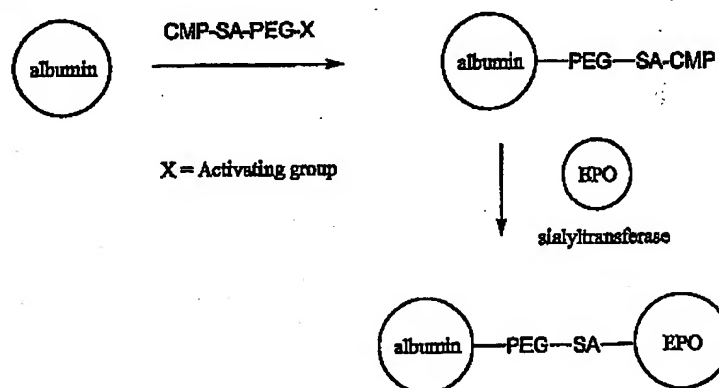 CMP-SA-PEG-X
albumin
albumin PEG SA-CMP
X = Activating group
EPO
sialyltransferase
albumin PEG SA EPO